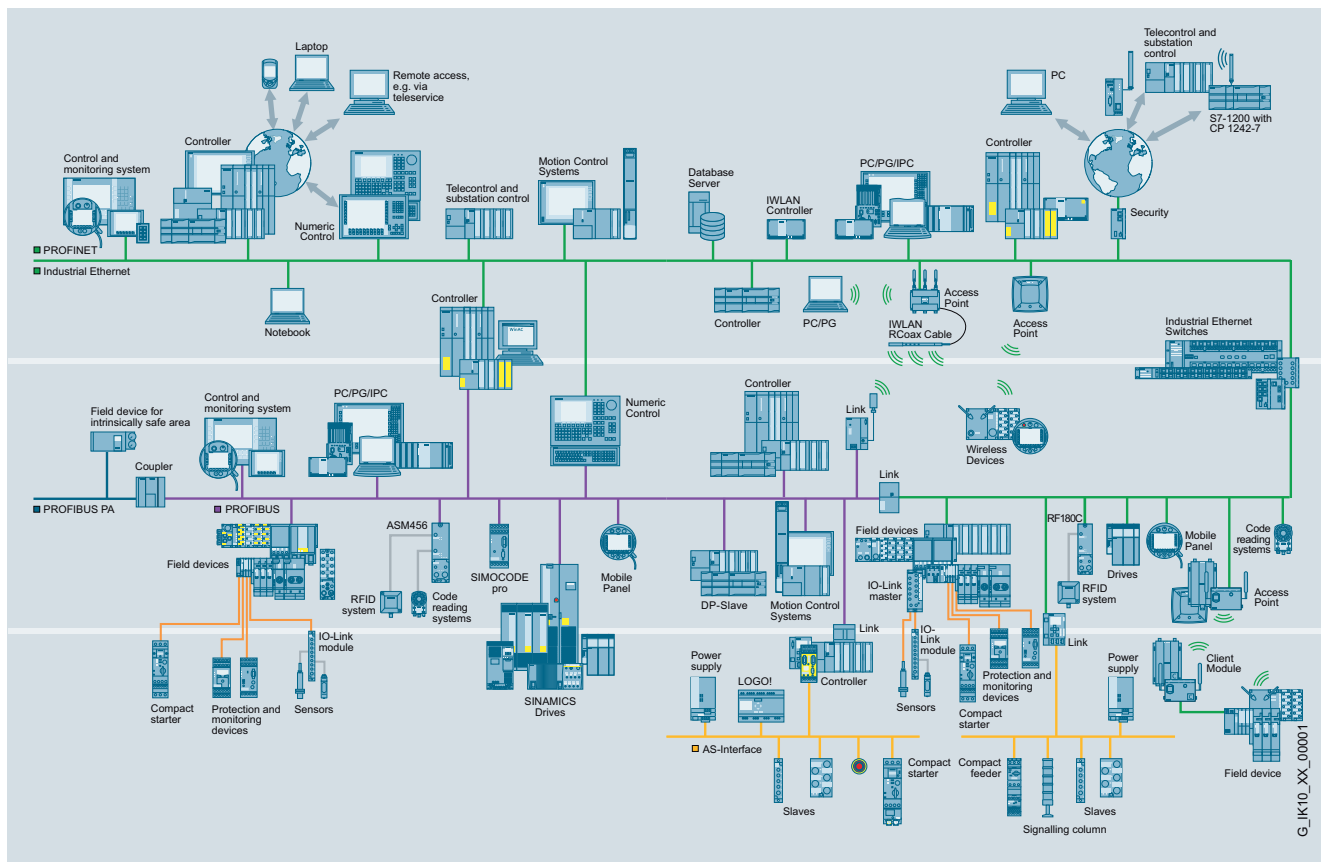 Laptop
Remote access,
e.g. via
teleservice
Controller
Control and
monitoring system
Numeric
Control
Telecontrol and
substation control
Motion Control
Systems
Database
Server
IWLAN
Controller
PC/PG/IPC
Controller
PC
Telecontrol and
substation
control
S7-1200 with
CP 1242-7
Security
PROFINET
Industrial Ethernet
Notebook
Controller
WinAC
Controller
PC/PG
Access
Point
IWLAN
RCoax Cable
Access
Point
Industrial Ethernet
Switches
Field device for
intrinsically safe area
Coupler
Control and
monitoring system
PC/PG/IPC
Numeric
Control
Controller
Link
Wireless
Devices
Link
PROFIBUS PA
PROFIBUS
Field devices
ASM456
RFID
system
Code
reading
systems
SIMOCODE
pro
Mobile
Panel
DP-Slave
Motion Control
Systems
Field devices
IO-Link
master
RF180C
RFID
system
Drives
Mobile
Panel
Code
reading
systems
Access
Point
Compact
starter
Protection and
monitoring
devices
IO-Link
module
Sensors
SINAMICS
Drives
Power
supply
LOGO!
Link
Controller
IO-
Link
module
Sensors
Compact
starter
Protection and
monitoring
devices
Link
Power
supply
Client
Module
Field device
AS-Interface
Slaves
Compact
starter
Compact
feeder
Signalling column
Slaves
G_IK10_XX_00001